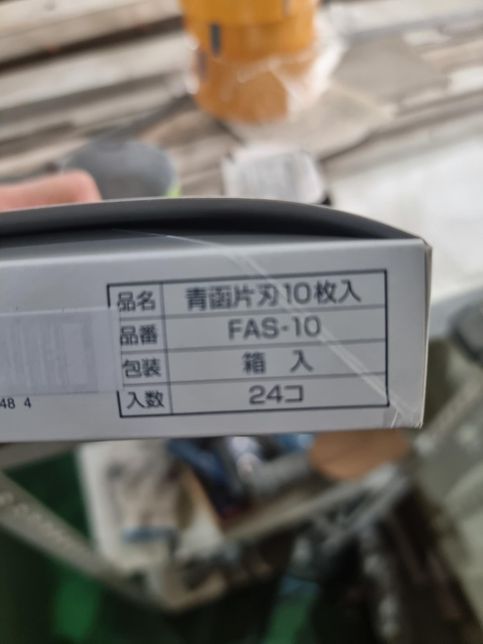 品名 青函片刃10枚入
品番 FAS-10
包装 箱 入
入数 24コ
48 4